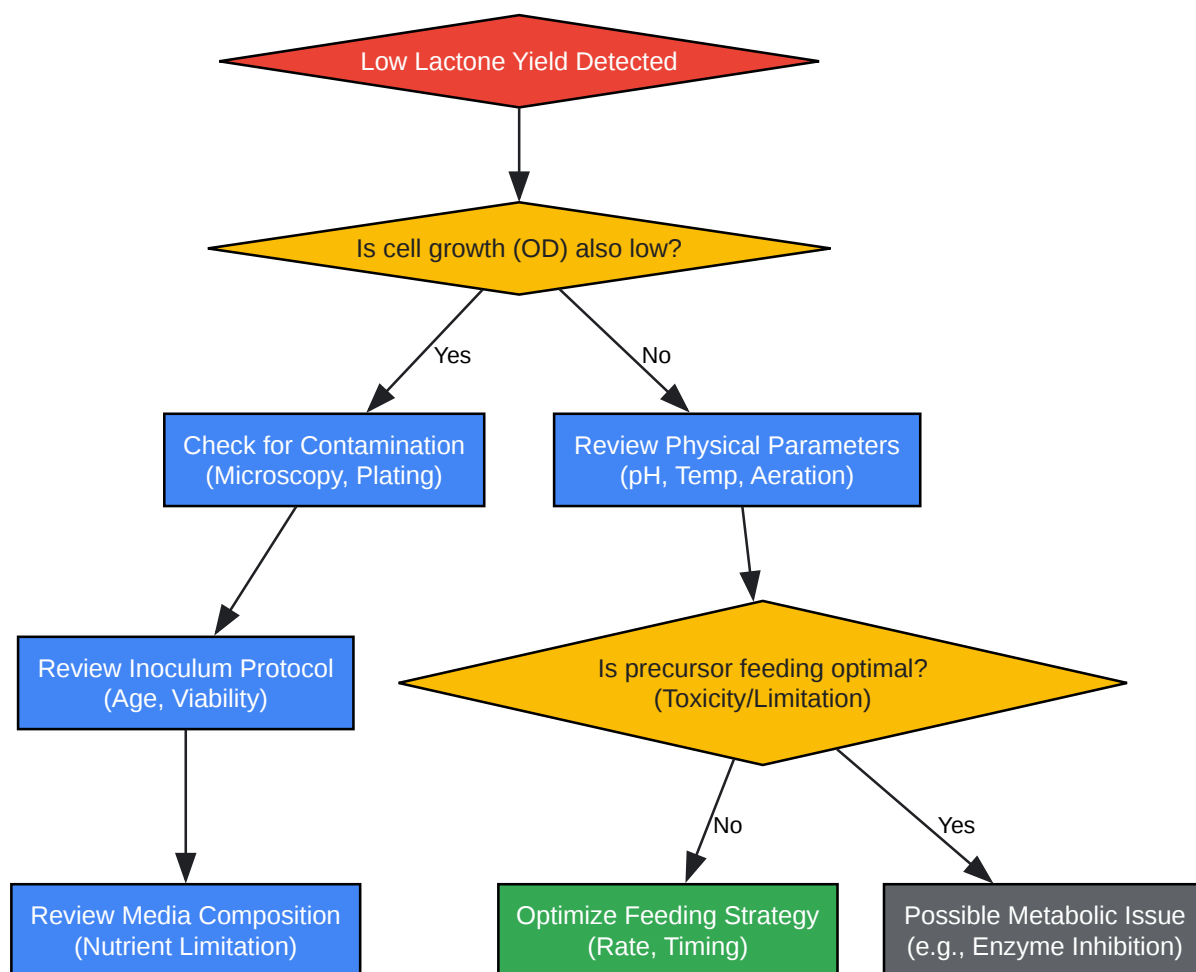 Low Lactone Yield Detected
Is cell growth (OD) also low?
Yes
No
Check for Contamination
(Microscopy, Plating)
Review Physical Parameters
(pH, Temp, Aeration)
Review Inoculum Protocol
(Age, Viability)
Is precursor feeding optimal?
(Toxicity/Limitation)
No
Yes
Review Media Composition
(Nutrient Limitation)
Optimize Feeding Strategy
(Rate, Timing)
Possible Metabolic Issue
(e.g., Enzyme Inhibition)